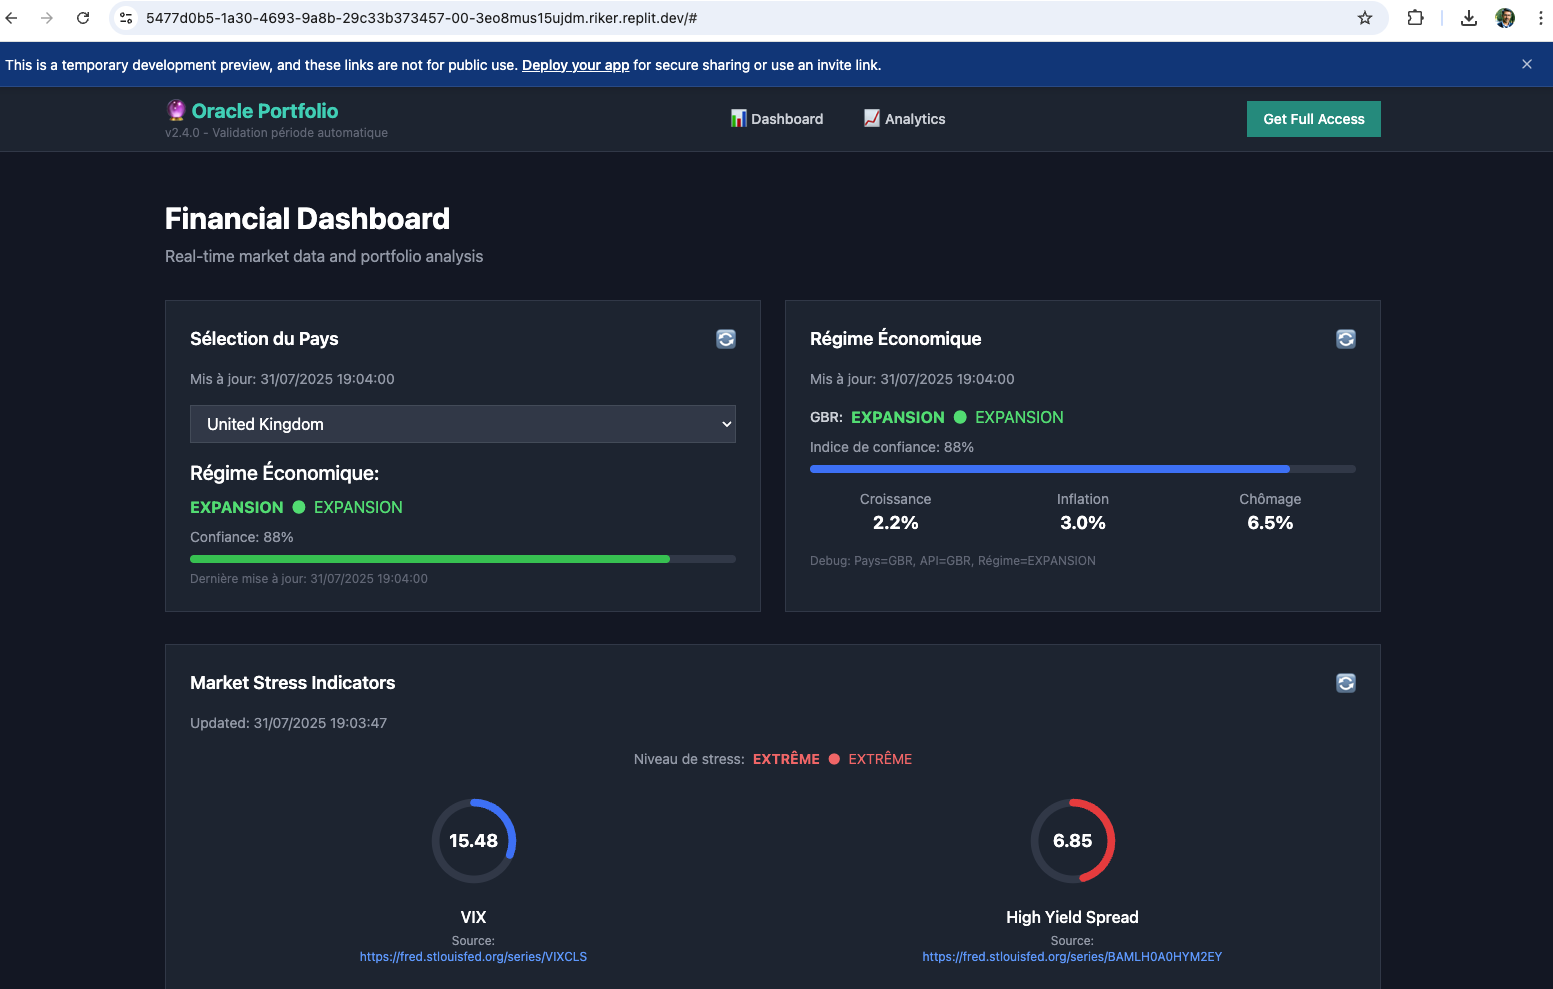 5477d0b5-1a30-4693-9a8b-29c33b373457-00-3eo8mus15ujdm.riker.replit.dev/#
This is a temporary development preview, and these links are not for public use. Deploy your app for secure sharing or use an invite link.
Oracle Portfolio
v2.4.0 - Validation période automatique
Dashboard
Analytics
Get Full Access
Financial Dashboard
Real-time market data and portfolio analysis
Sélection du Pays
Mis à jour: 31/07/2025 19:04:00
United Kingdom
Régime Économique:
EXPANSION EXPANSION
Confiance: 88%
Dernière mise à jour: 31/07/2025 19:04:00
Régime Économique
Mis à jour: 31/07/2025 19:04:00
GBR: EXPANSION EXPANSION
Indice de confiance: 88%
Croissance
2.2%
Inflation
3.0%
Chômage
6.5%
Debug: Pays=GBR, API=GBR, Régime=EXPANSION
Market Stress Indicators
Updated: 31/07/2025 19:03:47
Niveau de stress: EXTRÊME EXTRÊME
15.48
VIX
Source:
https://fred.stlouisfed.org/series/VIXCLS
6.85
High Yield Spread
Source:
https://fred.stlouisfed.org/series/BAMLH0A0HYM2EY